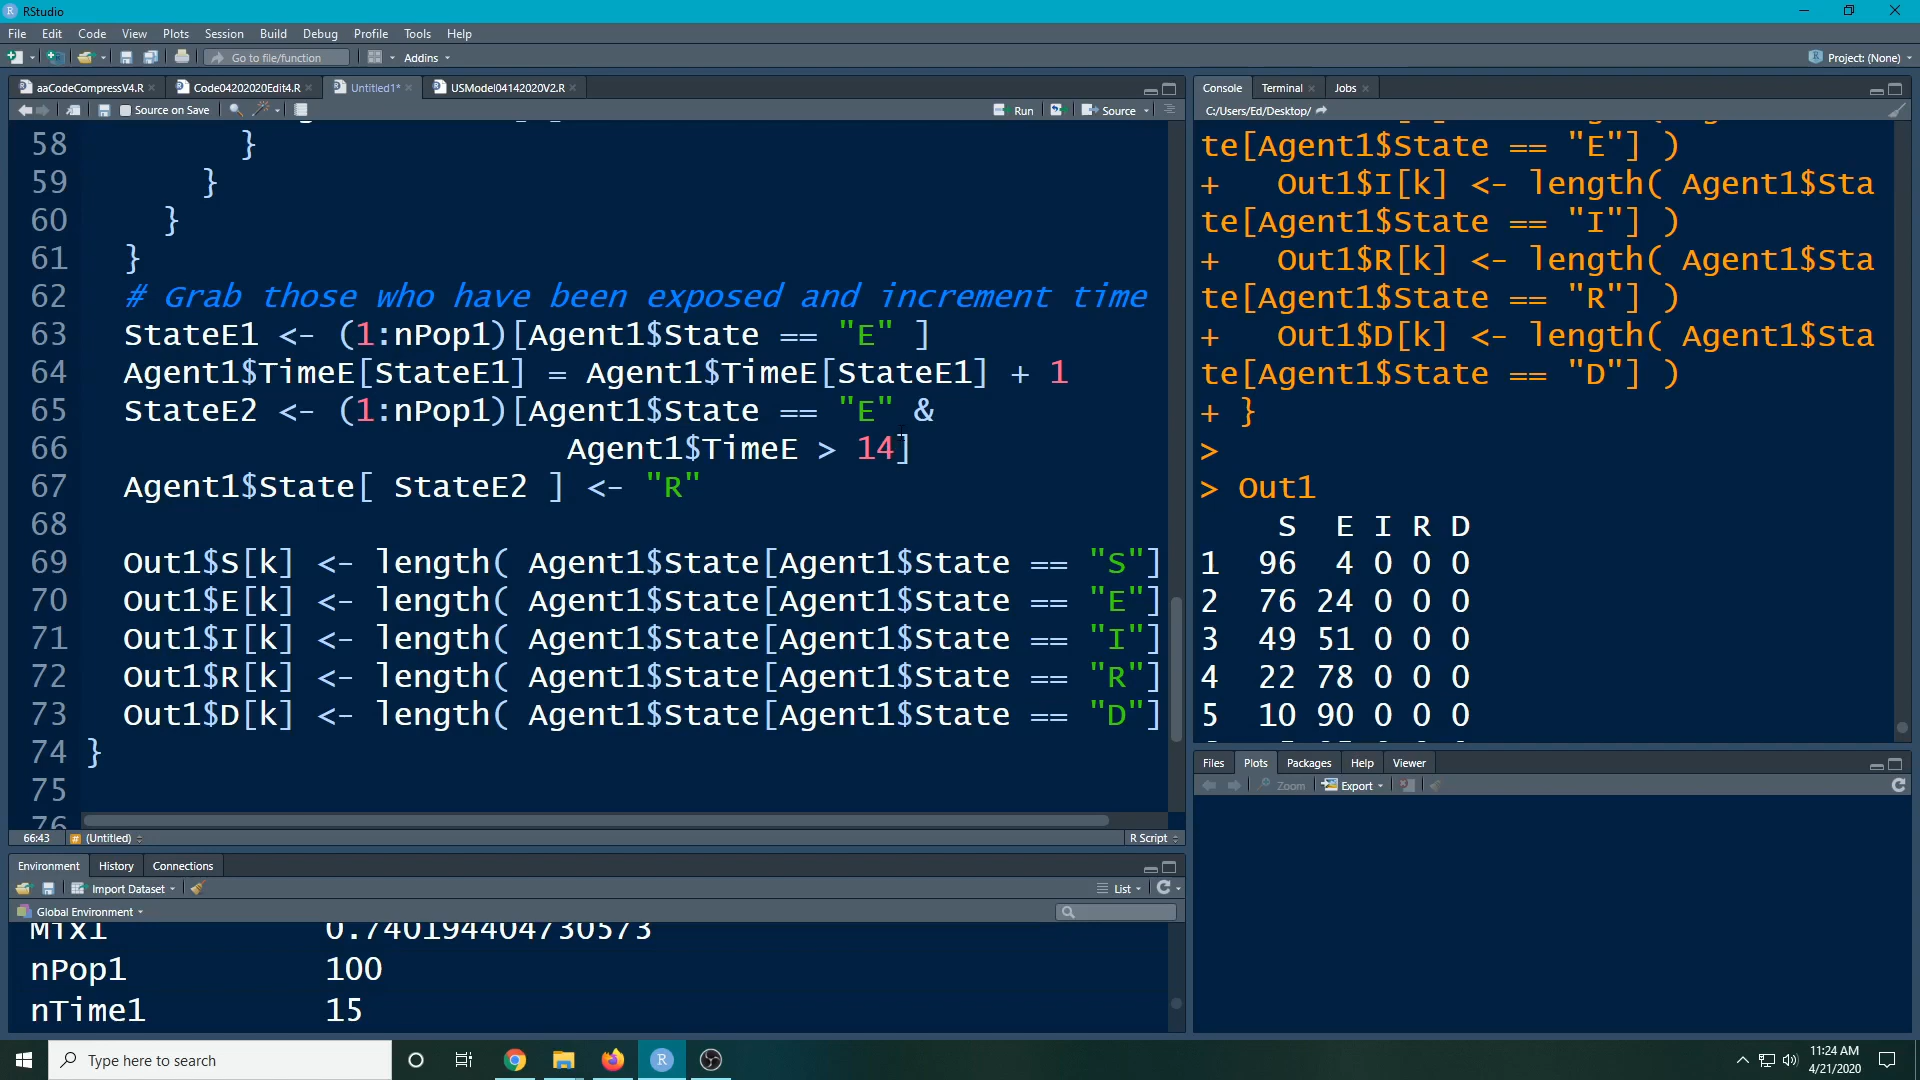 RStudio
File Edit Code View Plots Session Build Debug Profile Tools Help
Go to file/function Addins Project: (None)
aaCodeCompressV4.R Code04202020Edit4.R Untitled1* USModel04142020V2.R
Source on Save Run Source
58 }
59 }
60 }
61 }
62 # Grab those who have been exposed and increment time
63 StateE1 <- (1:nPop1)[Agent1$State == "E" ]
64 Agent1$TimeE[StateE1] = Agent1$TimeE[StateE1] + 1
65 StateE2 <- (1:nPop1)[Agent1$State == "E" &
66 Agent1$TimeE > 14]
67 Agent1$State[ StateE2 ] <- "R"
68
69 Out1$S[k] <- length( Agent1$State[Agent1$State == "S"]
70 Out1$E[k] <- length( Agent1$State[Agent1$State == "E"]
71 Out1$I[k] <- length( Agent1$State[Agent1$State == "I"]
72 Out1$R[k] <- length( Agent1$State[Agent1$State == "R"]
73 Out1$D[k] <- length( Agent1$State[Agent1$State == "D"]
74 }
75
76
66:43 (Untitled) R Script
Environment History Connections
Import Dataset List
Global Environment
Mix1 0.740194404730573
nPop1 100
nTime1 15
Console Terminal Jobs
C:/Users/Ed/Desktop/
te[Agent1$State == "E"] )
+ Out1$I[k] <- length( Agent1$Sta
te[Agent1$State == "I"] )
+ Out1$R[k] <- length( Agent1$Sta
te[Agent1$State == "R"] )
+ Out1$D[k] <- length( Agent1$Sta
te[Agent1$State == "D"] )
+ }
>
> Out1
S E I R D
1 96 4 0 0 0
2 76 24 0 0 0
3 49 51 0 0 0
4 22 78 0 0 0
5 10 90 0 0 0
Files Plots Packages Help Viewer
Zoom Export
Type here to search
11:24 AM
4/21/2020